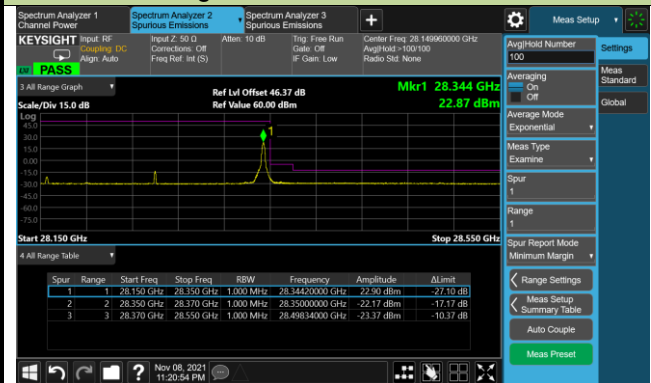 Spectrum Analyzer 1
Channel Power
Spectrum Analyzer 2
Spurious Emissions
Spectrum Analyzer 3
Spurious Emissions
Meas Setup
KEYSIGHT
Input: RF
Coupling: DC
Align: Auto
Input Z: 50 Ω
Corrections: Off
Freq Ref: Int (S)
Atten: 10 dB
Trig: Free Run
Gate: Off
IF Gain: Low
Center Freq: 28.149960000 GHz
Avg|Hold >100/100
Radio Std: None
PASS
3 All Range Graph
Scale/Div 15.0 dB
Ref Lvl Offset 46.37 dB
Ref Value 60.00 dBm
Mkr1 28.344 GHz
22.87 dBm
Log
45.0
30.0
15.0
0.00
-15.0
-30.0
-45.0
-60.0
-75.0
1
Start 28.150 GHz
Stop 28.550 GHz
4 All Range Table
Spur Range Start Freq Stop Freq RBW Frequency Amplitude ΔLimit
1 1 28.150 GHz 28.350 GHz 1.000 MHz 28.34420000 GHz 22.90 dBm -27.10 dB
2 2 28.350 GHz 28.370 GHz 1.000 MHz 28.35000000 GHz -22.17 dBm -17.17 dB
3 3 28.370 GHz 28.550 GHz 1.000 MHz 28.49834000 GHz -23.37 dBm -10.37 dB
Nov 08, 2021
11:20:54 PM
Avg|Hold Number
100
Averaging
On
Off
Average Mode
Exponential
Meas Type
Examine
Spur
1
Range
1
Spur Report Mode
Minimum Margin
Range Settings
Meas Setup
Summary Table
Auto Couple
Meas Preset
Settings
Meas
Standard
Global